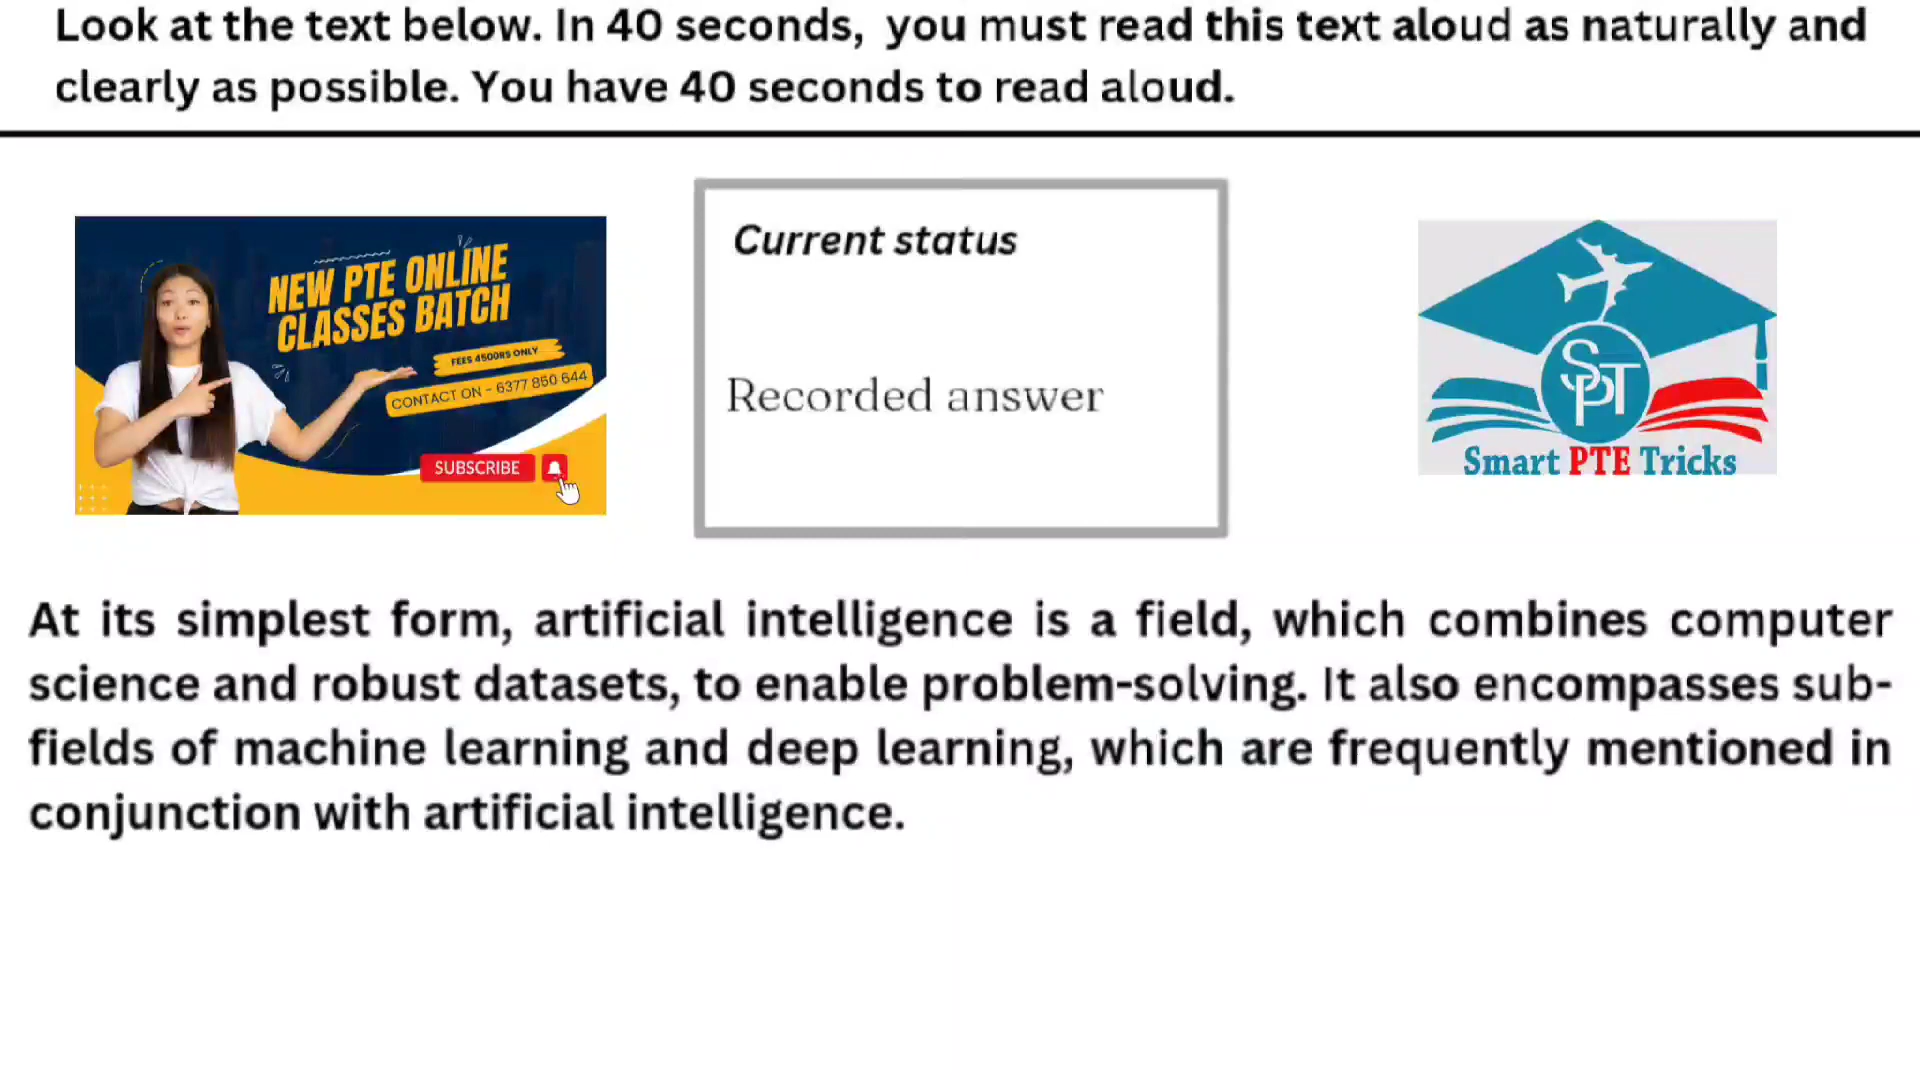 Look at the text below. In 40 seconds, you must read this text aloud as naturally and
clearly as possible. You have 40 seconds to read aloud.
NEW PTE ONLINE
CLASSES BATCH
FEES 4500RS ONLY
CONTACT ON - 6377 850 644
SUBSCRIBE
Current status
Recorded answer
SPT
Smart PTE Tricks
At its simplest form, artificial intelligence is a field, which combines computer
science and robust datasets, to enable problem-solving. It also encompasses sub-
fields of machine learning and deep learning, which are frequently mentioned in
conjunction with artificial intelligence.